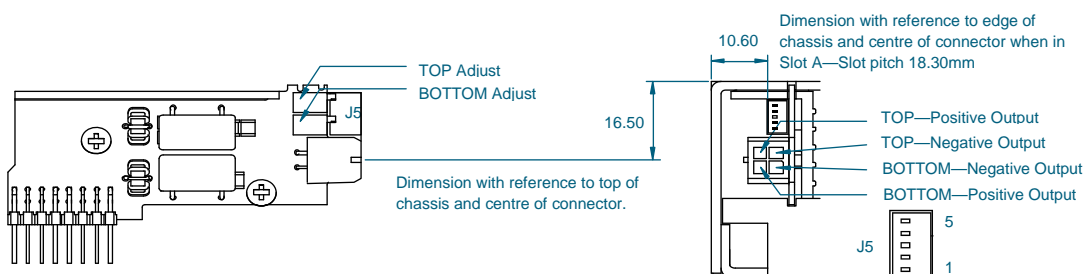 TOP Adjust
BOTTOM Adjust
J5
Dimension with reference to top of
chassis and centre of connector.
Dimension with reference to edge of
chassis and centre of connector when in
Slot A—Slot pitch 18.30mm
10.60
16.50
TOP—Positive Output
TOP—Negative Output
BOTTOM—Negative Output
BOTTOM—Positive Output
J5
5
1